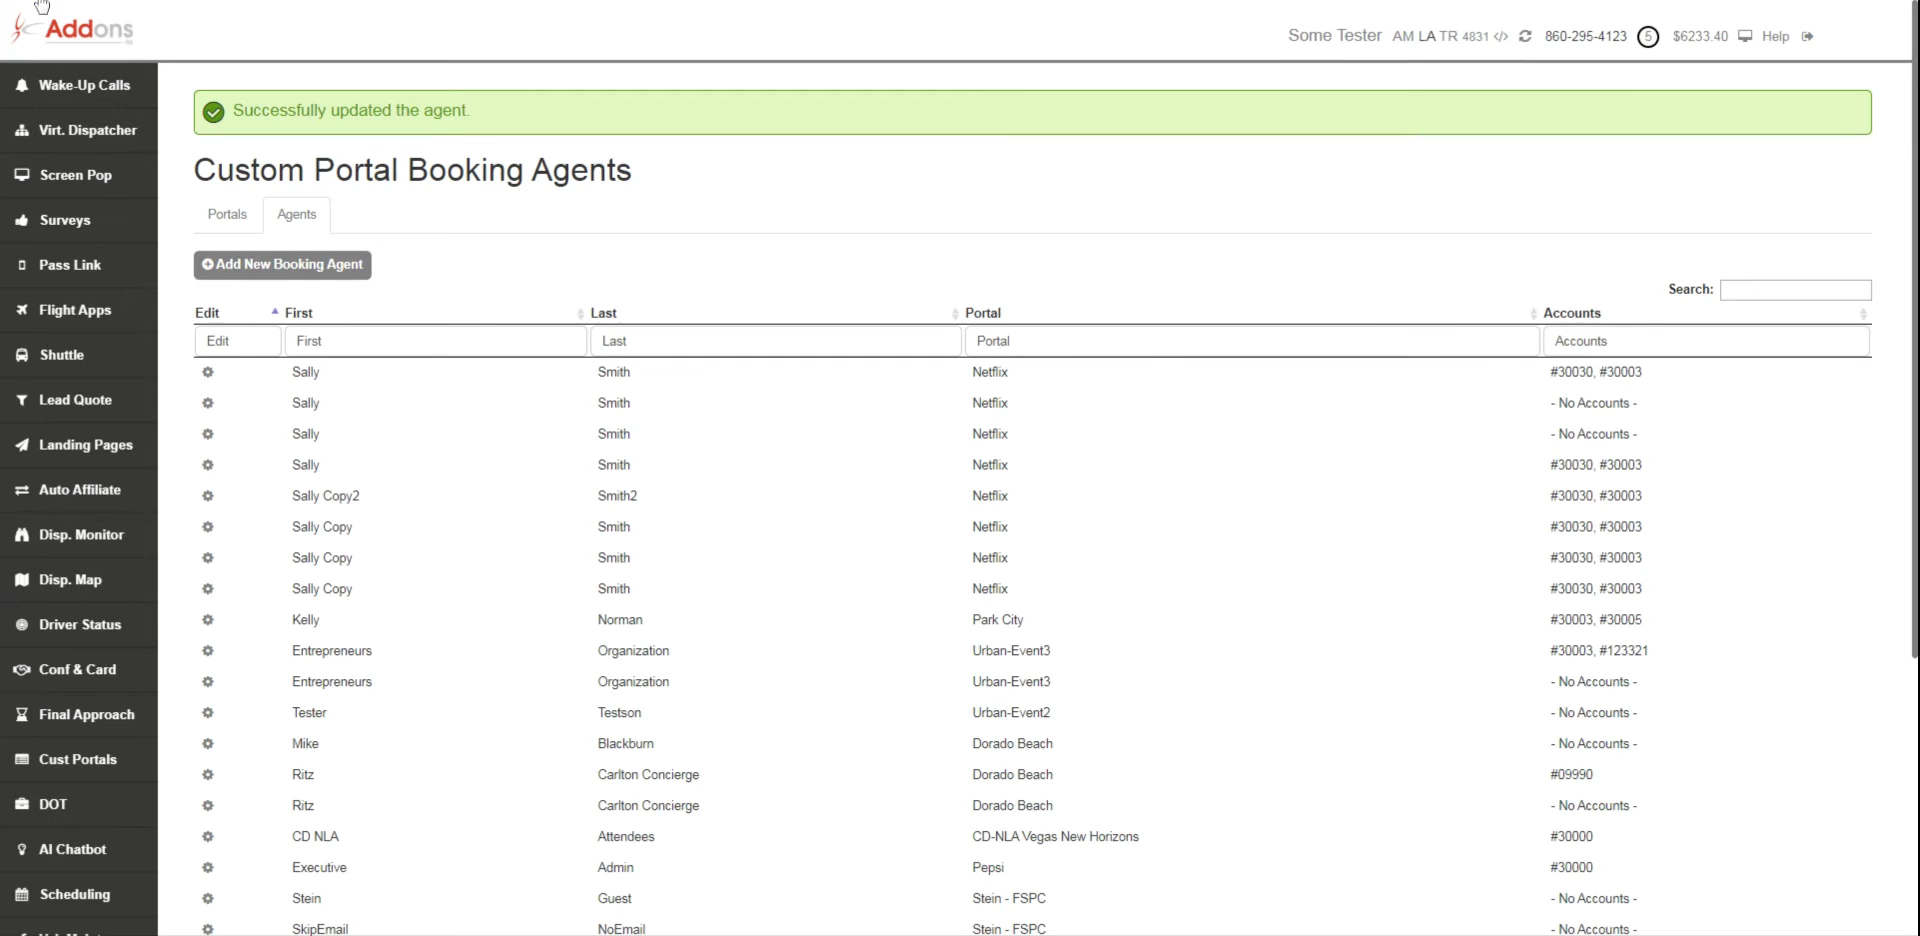 Addons
Some Tester AM LA TR 4831 </> 860-295-4123 5 $6233.40 Help
Wake-Up Calls
Virt. Dispatcher
Screen Pop
Surveys
Pass Link
Flight Apps
Shuttle
Lead Quote
Landing Pages
Auto Affiliate
Disp. Monitor
Disp. Map
Driver Status
Conf & Card
Final Approach
Cust Portals
DOT
AI Chatbot
Scheduling
Successfully updated the agent.
Custom Portal Booking Agents
Portals Agents
Add New Booking Agent
Search:
Edit First Last Portal Accounts
Edit First Last Portal Accounts
Sally Smith Netflix #30030, #30003
Sally Smith Netflix - No Accounts -
Sally Smith Netflix - No Accounts -
Sally Smith Netflix #30030, #30003
Sally Copy2 Smith2 Netflix #30030, #30003
Sally Copy Smith Netflix #30030, #30003
Sally Copy Smith Netflix #30030, #30003
Sally Copy Smith Netflix #30030, #30003
Kelly Norman Park City #30003, #30005
Entrepreneurs Organization Urban-Event3 #30003, #123321
Entrepreneurs Organization Urban-Event3 - No Accounts -
Tester Testson Urban-Event2 - No Accounts -
Mike Blackburn Dorado Beach - No Accounts -
Ritz Carlton Concierge Dorado Beach #09990
Ritz Carlton Concierge Dorado Beach - No Accounts -
CD NLA Attendees CD-NLA Vegas New Horizons #30000
Executive Admin Pepsi #30000
Stein Guest Stein - FSPC - No Accounts -
SkipEmail NoEmail Stein - FSPC - No Accounts -